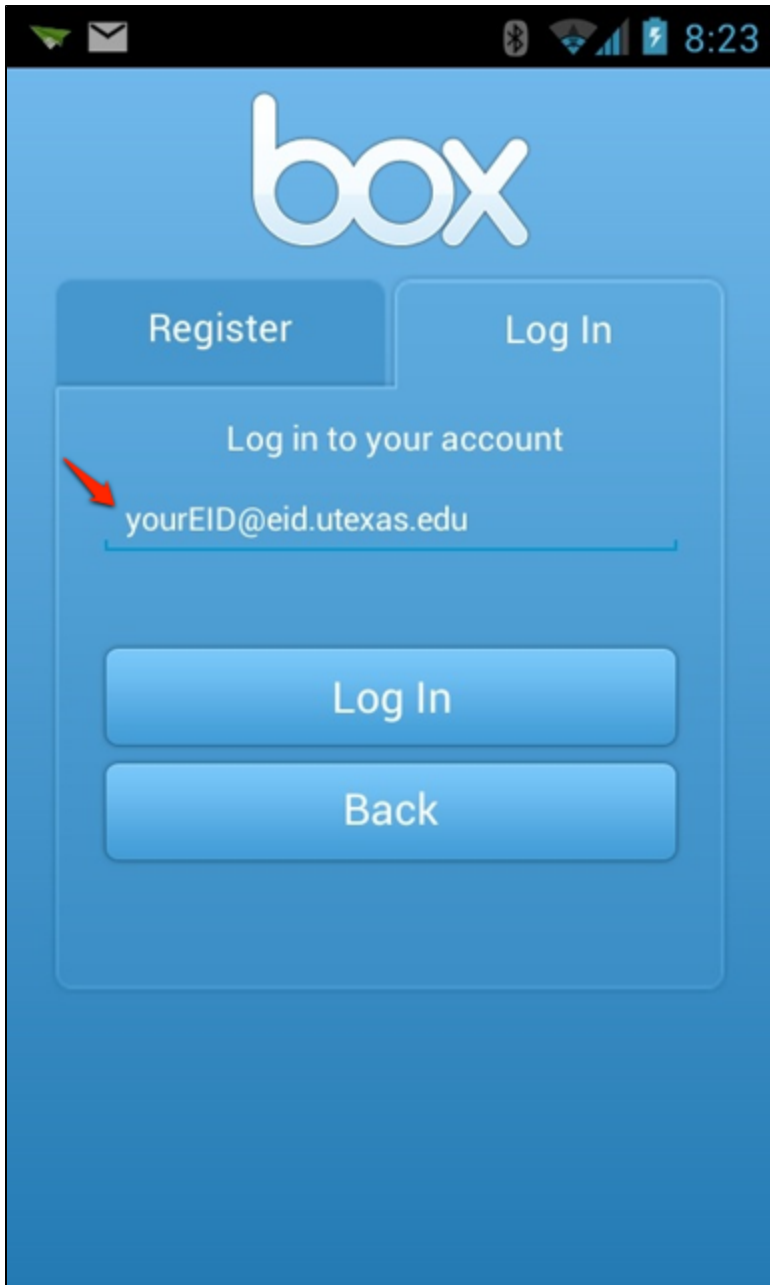 8:23
box
Register
Log In
Log in to your account
yourEID@eid.utexas.edu
Log In
Back